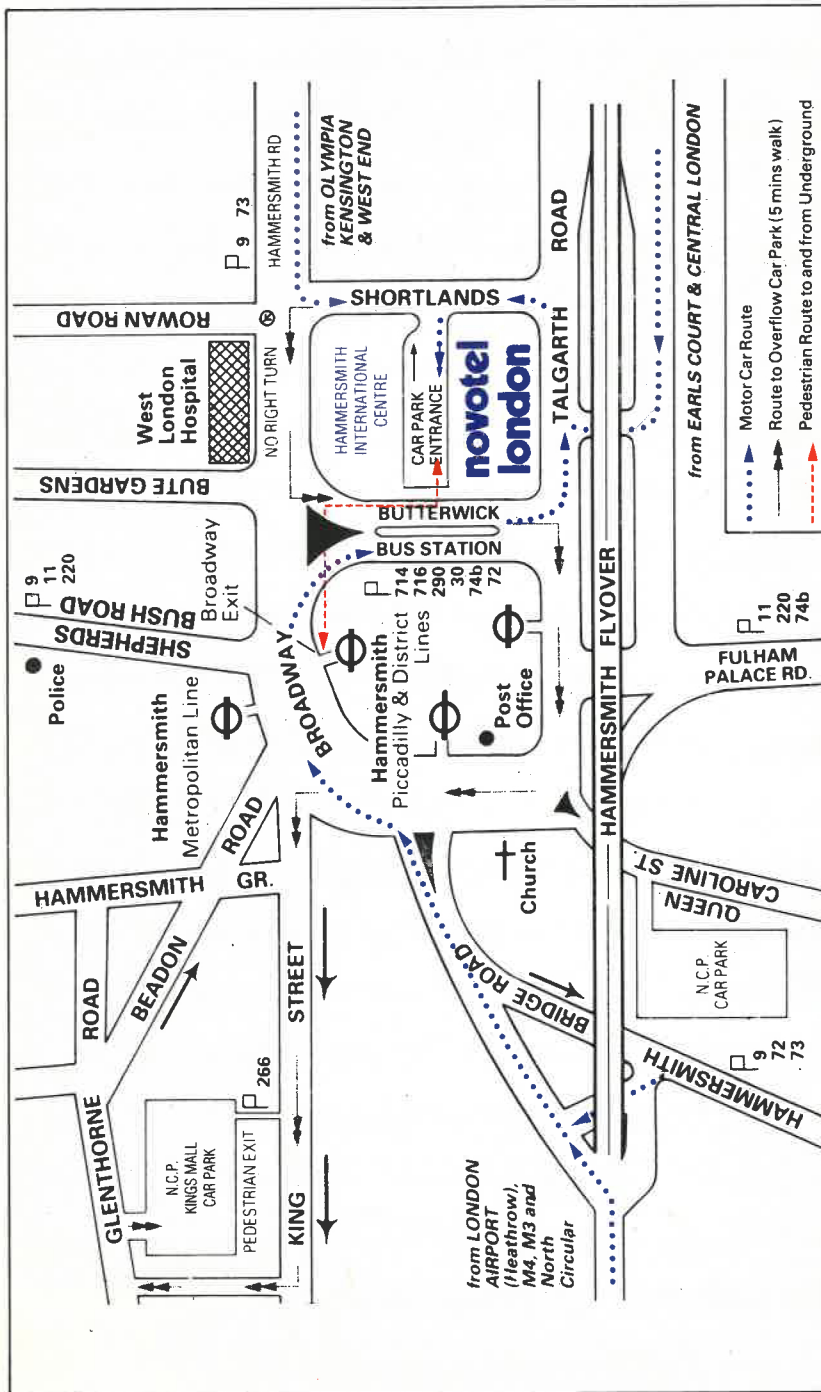 ROWAN ROAD
9 73
HAMMERSMITH RD
from OLYMPIA
KENSINGTON
& WEST END
West
London
Hospital
NO RIGHT TURN
SHORTLANDS
HAMMERSMITH
INTERNATIONAL
CENTRE
CAR PARK
ENTRANCE
novotel
london
TALGARTH ROAD
from EARLS COURT & CENTRAL LONDON
BUTE GARDENS
BUTTERWICK
BUS STATION
9
11
220
SHEPHERDS
BUSH ROAD
Broadway
Exit
714
716
290
30
74b
72
Police
BROADWAY
Hammersmith
Metropolitan Line
Hammersmith
Piccadilly & District
Lines
Post
Office
HAMMERSMITH FLYOVER
11
220
74b
FULHAM
PALACE RD.
HAMMERSMITH GR.
BEADON ROAD
ROAD
GLENTHORNE
Church
QUEEN
CAROLINE ST.
N.C.P.
CAR PARK
BRIDGE ROAD
HAMMERSMITH
9
72
73
KING STREET
266
N.C.P.
KINGS MALL
CAR PARK
PEDESTRIAN EXIT
from LONDON
AIRPORT
(Heathrow),
M4, M3 and
North
Circular
Motor Car Route
Route to Overflow Car Park (5 mins walk)
Pedestrian Route to and from Underground